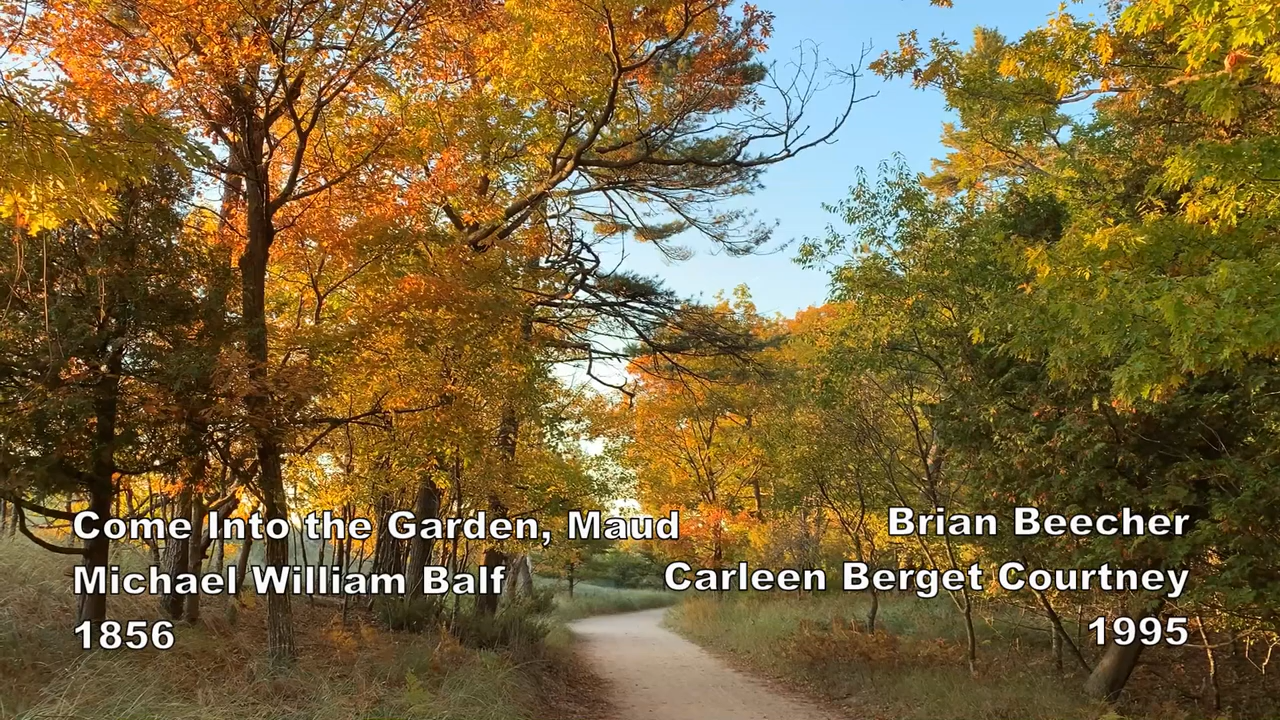 Come Into the Garden, Maud
Michael William Balf
1856
Brian Beecher
Carleen Berget Courtney
1995